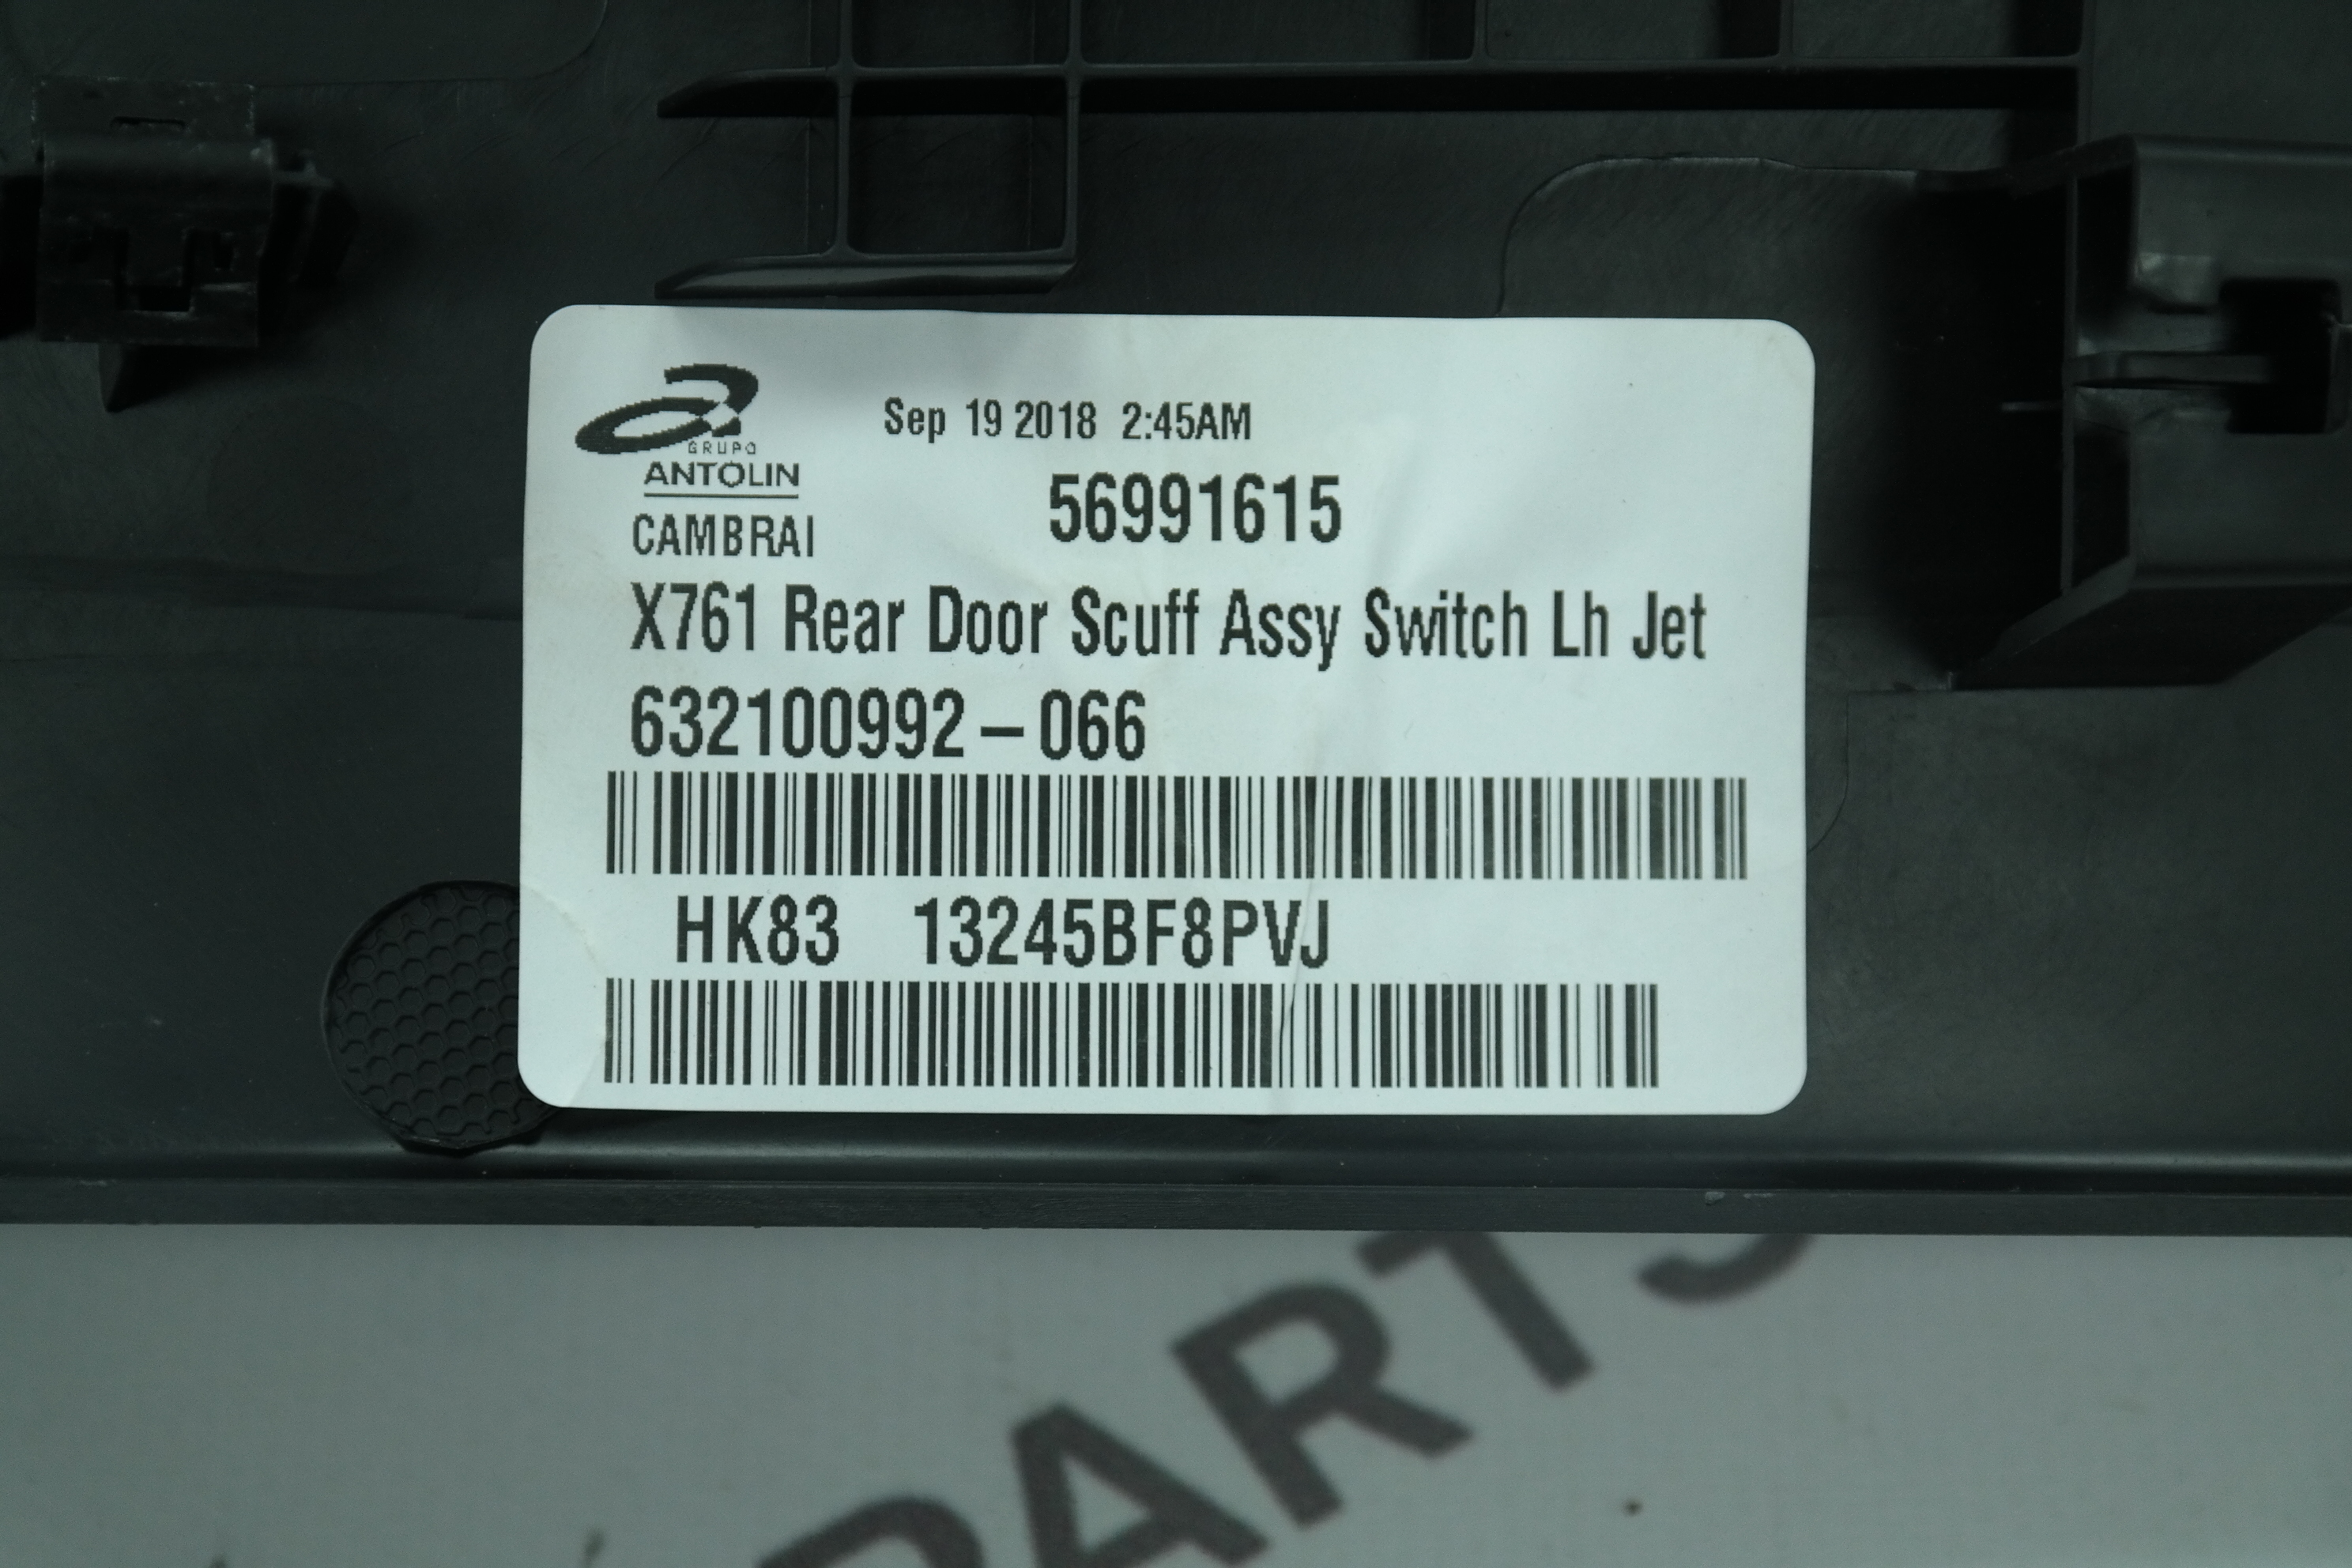 Sep 19 2018 2:45AM
GRUPO
ANTOLIN
CAMBRAI
56991615
X761 Rear Door Scuff Assy Switch Lh Jet
632100992-066
HK83 13245BF8PVJ
PARTS